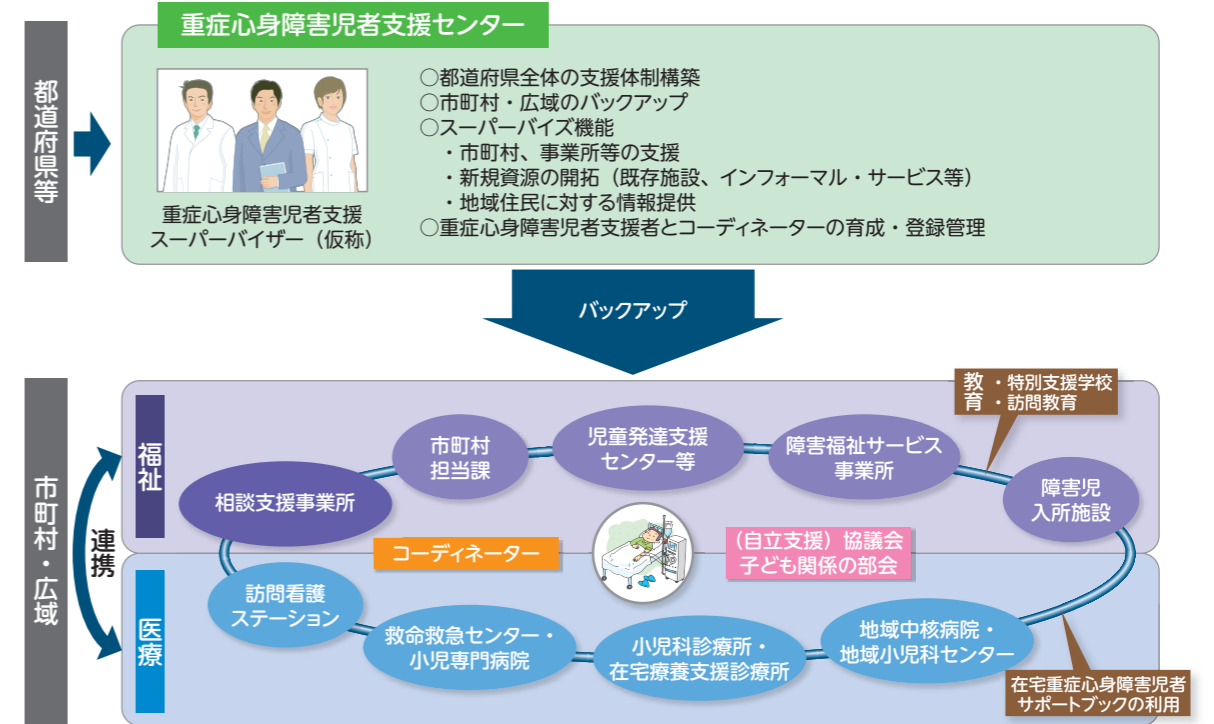 重症心身障害児者支援センター
都道府県等
重症心身障害児者支援
スーパーバイザー（仮称）
○都道府県全体の支援体制構築
○市町村・広域のバックアップ
○スーパーバイズ機能
・市町村、事業所等の支援
・新規資源の開拓（既存施設、インフォーマル・サービス等）
・地域住民に対する情報提供
○重症心身障害児者支援者とコーディネーターの育成・登録管理
バックアップ
市町村・広域
連携
福祉
教育
・特別支援学校
・訪問教育
相談支援事業所
市町村
担当課
児童発達支援
センター等
障害福祉サービス
事業所
障害児
入所施設
コーディネーター
（自立支援）協議会
子ども関係の部会
医療
訪問看護
ステーション
救命救急センター・
小児専門病院
小児科診療所・
在宅療養支援診療所
地域中核病院・
地域小児科センター
在宅重症心身障害児者
サポートブックの利用